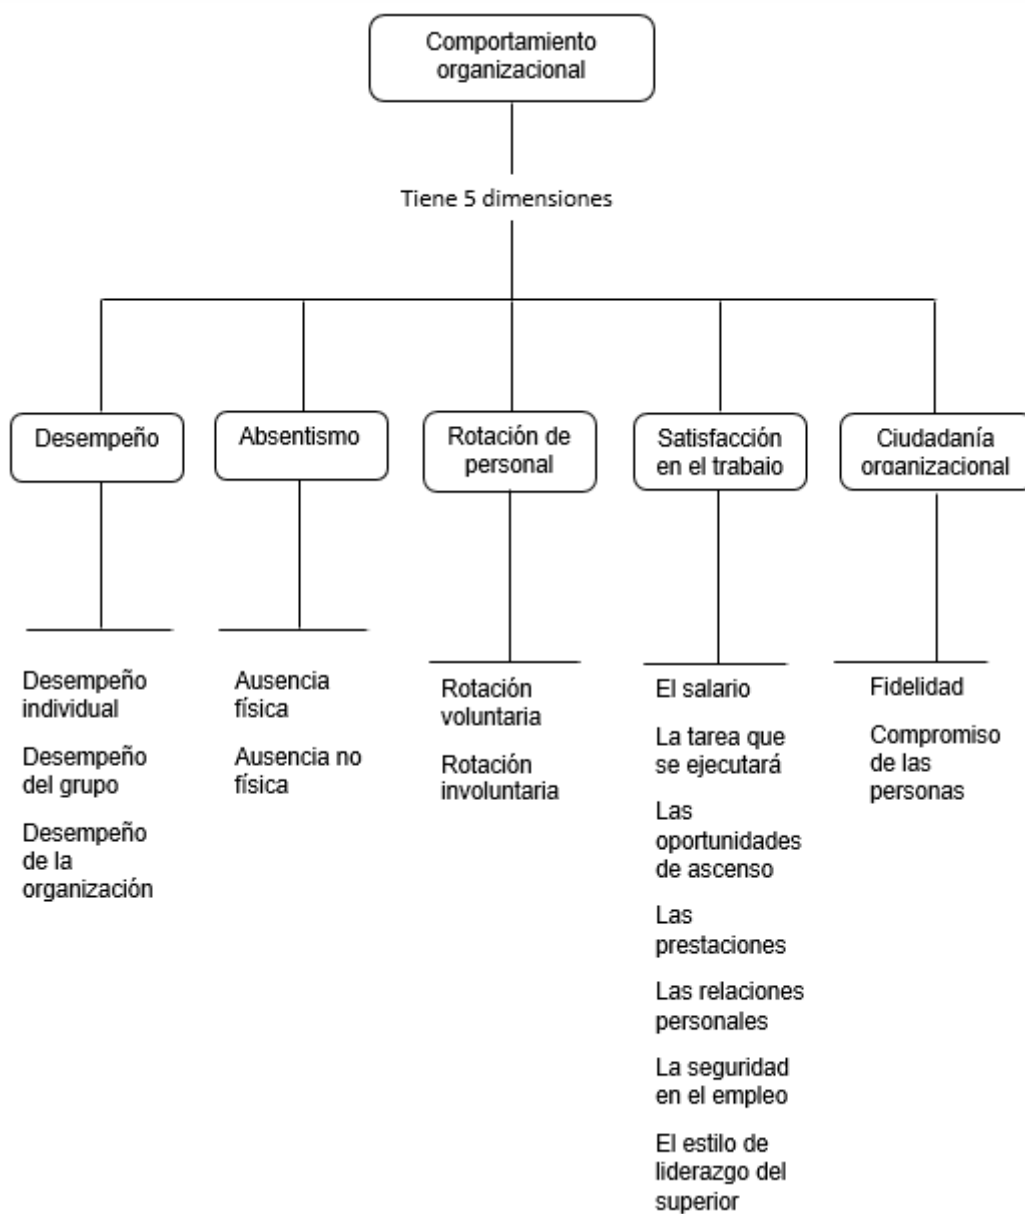 Comportamiento
organizacional
Tiene 5 dimensiones
Desempeño
Absentismo
Rotación de
personal
Satisfacción
en el trabajo
Ciudadanía
organizacional
Desempeño
individual
Desempeño
del grupo
Desempeño
de la
organización
Ausencia
física
Ausencia no
física
Rotación
voluntaria
Rotación
involuntaria
El salario
La tarea que
se ejecutará
Las
oportunidades
de ascenso
Las
prestaciones
Las relaciones
personales
La seguridad
en el empleo
El estilo de
liderazgo del
superior
Fidelidad
Compromiso
de las
personas